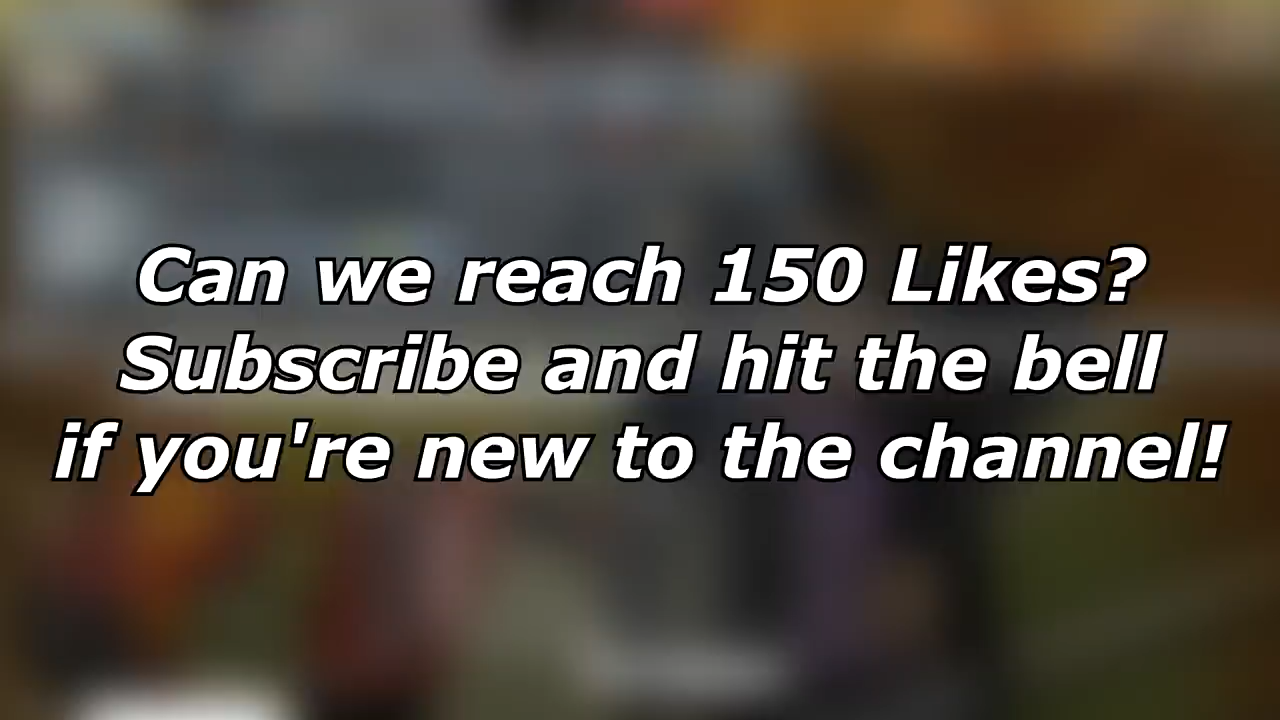 Can we reach 150 Likes?
Subscribe and hit the bell
if you're new to the channel!